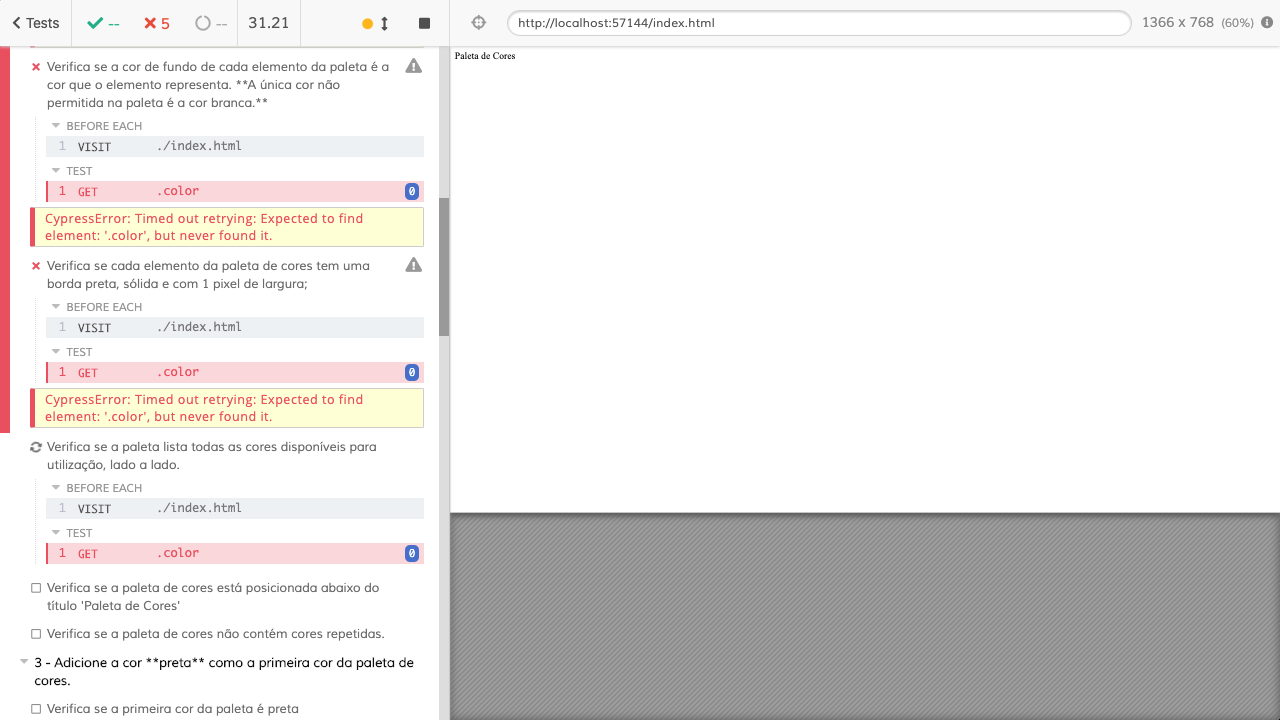 Tests
--
5
--
31.21
http://localhost:57144/index.html
1366 x 768 (60%)
Verifica se a cor de fundo de cada elemento da paleta é a
cor que o elemento representa. **A única cor não
permitida na paleta é a cor branca.**
BEFORE EACH
1 VISIT ./index.html
TEST
1 GET .color 0
CypressError: Timed out retrying: Expected to find
element: '.color', but never found it.
Verifica se cada elemento da paleta de cores tem uma
borda preta, sólida e com 1 pixel de largura;
BEFORE EACH
1 VISIT ./index.html
TEST
1 GET .color 0
CypressError: Timed out retrying: Expected to find
element: '.color', but never found it.
Verifica se a paleta lista todas as cores disponíveis para
utilização, lado a lado.
BEFORE EACH
1 VISIT ./index.html
TEST
1 GET .color 0
Verifica se a paleta de cores está posicionada abaixo do
título 'Paleta de Cores'
Verifica se a paleta de cores não contém cores repetidas.
3 - Adicione a cor **preta** como a primeira cor da paleta de
cores.
Verifica se a primeira cor da paleta é preta
Paleta de Cores